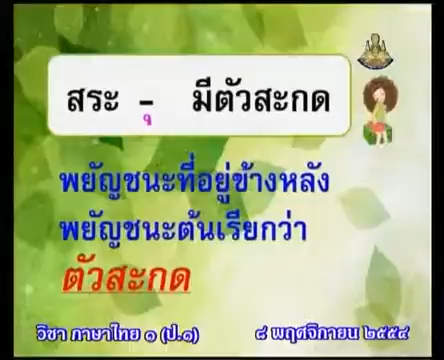 สระ -ุ มีตัวสะกด
พยัญชนะที่อยู่ข้างหลัง
พยัญชนะต้นเรียกว่า
ตัวสะกด
วิชา ภาษาไทย ๑ (ป.๑) ๘ พฤศจิกายน ๒๕๕๔